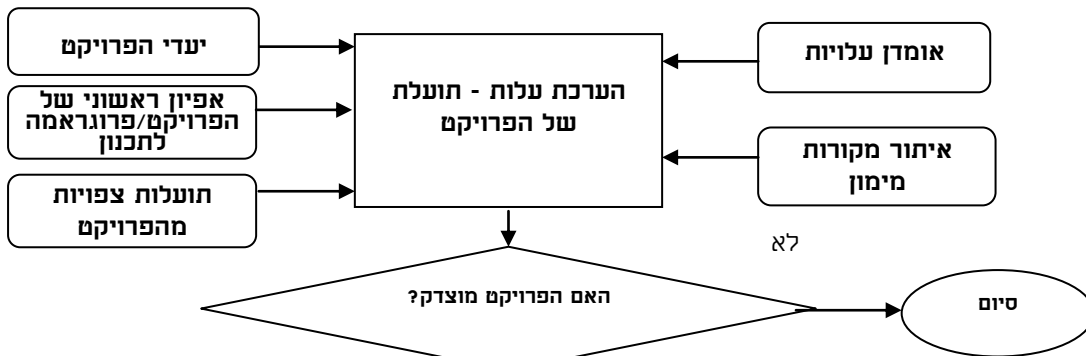 יעדי הפרויקט
אפיון ראשוני של
הפרויקט/פרוגראמה
לתכנון
תועלות צפויות
מהפרויקט
הערכת עלות - תועלת
של הפרויקט
אומדן עלויות
איתור מקורות
מימון
לא
האם הפרויקט מוצדק?
סיום